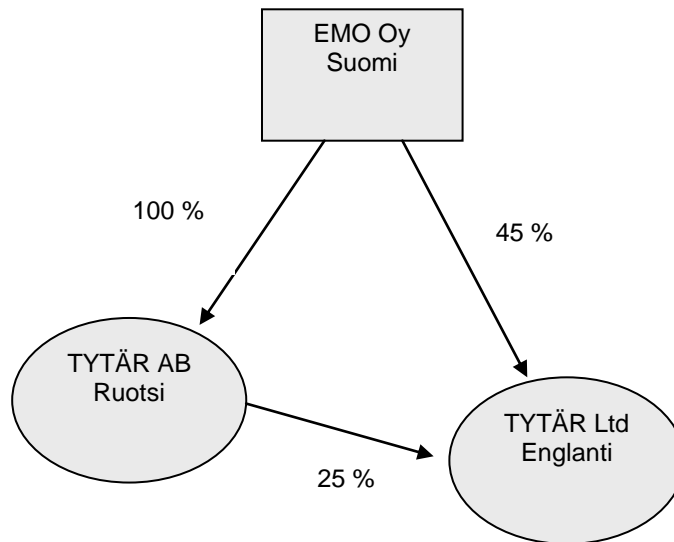 EMO Oy
Suomi
100 %
45 %
TYTÄR AB
Ruotsi
TYTÄR Ltd
Englanti
25 %